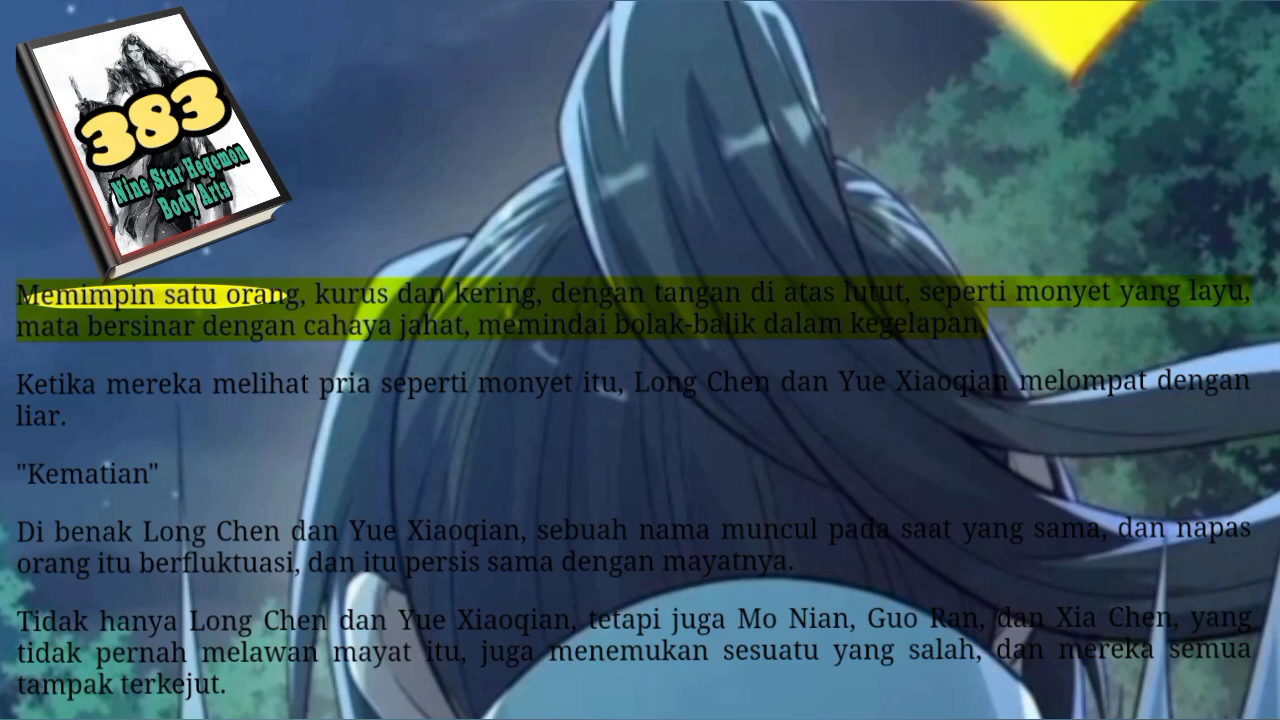 383
Nine Star Hegemon
Body Arts
Memimpin satu orang, kurus dan kering, dengan tangan di atas lutut, seperti monyet yang layu,
mata bersinar dengan cahaya jahat, memindai bolak-balik dalam kegelapan.
Ketika mereka melihat pria seperti monyet itu, Long Chen dan Yue Xiaoqian melompat dengan
liar.
"Kematian"
Di benak Long Chen dan Yue Xiaoqian, sebuah nama muncul pada saat yang sama, dan napas
orang itu berfluktuasi, dan itu persis sama dengan mayatnya.
Tidak hanya Long Chen dan Yue Xiaoqian, tetapi juga Mo Nian, Guo Ran, dan Xia Chen, yang
tidak pernah melawan mayat itu, juga menemukan sesuatu yang salah, dan mereka semua
tampak terkejut.